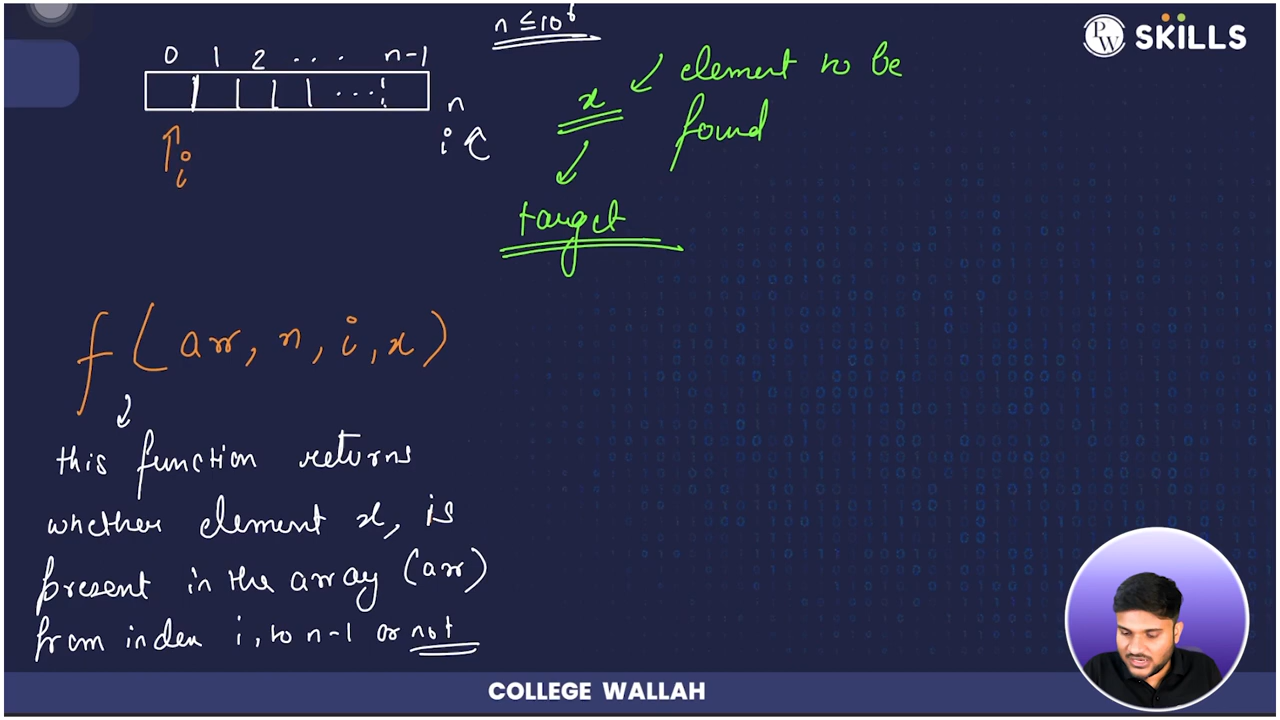 n ≤ 10⁶
PW SKILLS
0 1 2 . . . . n-1
n
i
i
x
element to be
found
target
f(arr, n, i, x)
this function returns
whether element x, is
present in the array (arr)
from index i, to n-1 or not
COLLEGE WALLAH